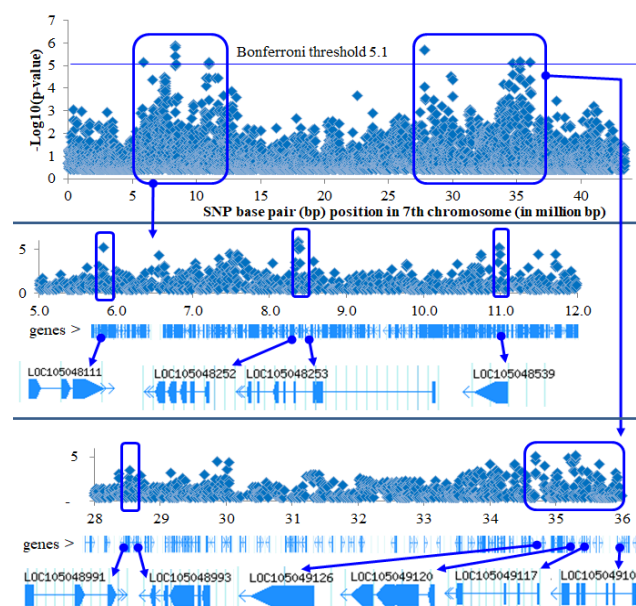 7
6
5
4
3
2
1
0
-Log10(p-value)
Bonferroni threshold 5.1
0 5 10 15 20 25 30 35 40
SNP base pair (bp) position in 7th chromosome (in million bp)
5
0
5.0 6.0 7.0 8.0 9.0 10.0 11.0 12.0
genes >
LOC105048111 LOC105048252 LOC105048253 LOC105048539
5
-
28 29 30 31 32 33 34 35 36
genes >
LOC105048991 LOC105048993 LOC105049126 LOC105049120 LOC105049117 LOC10504910